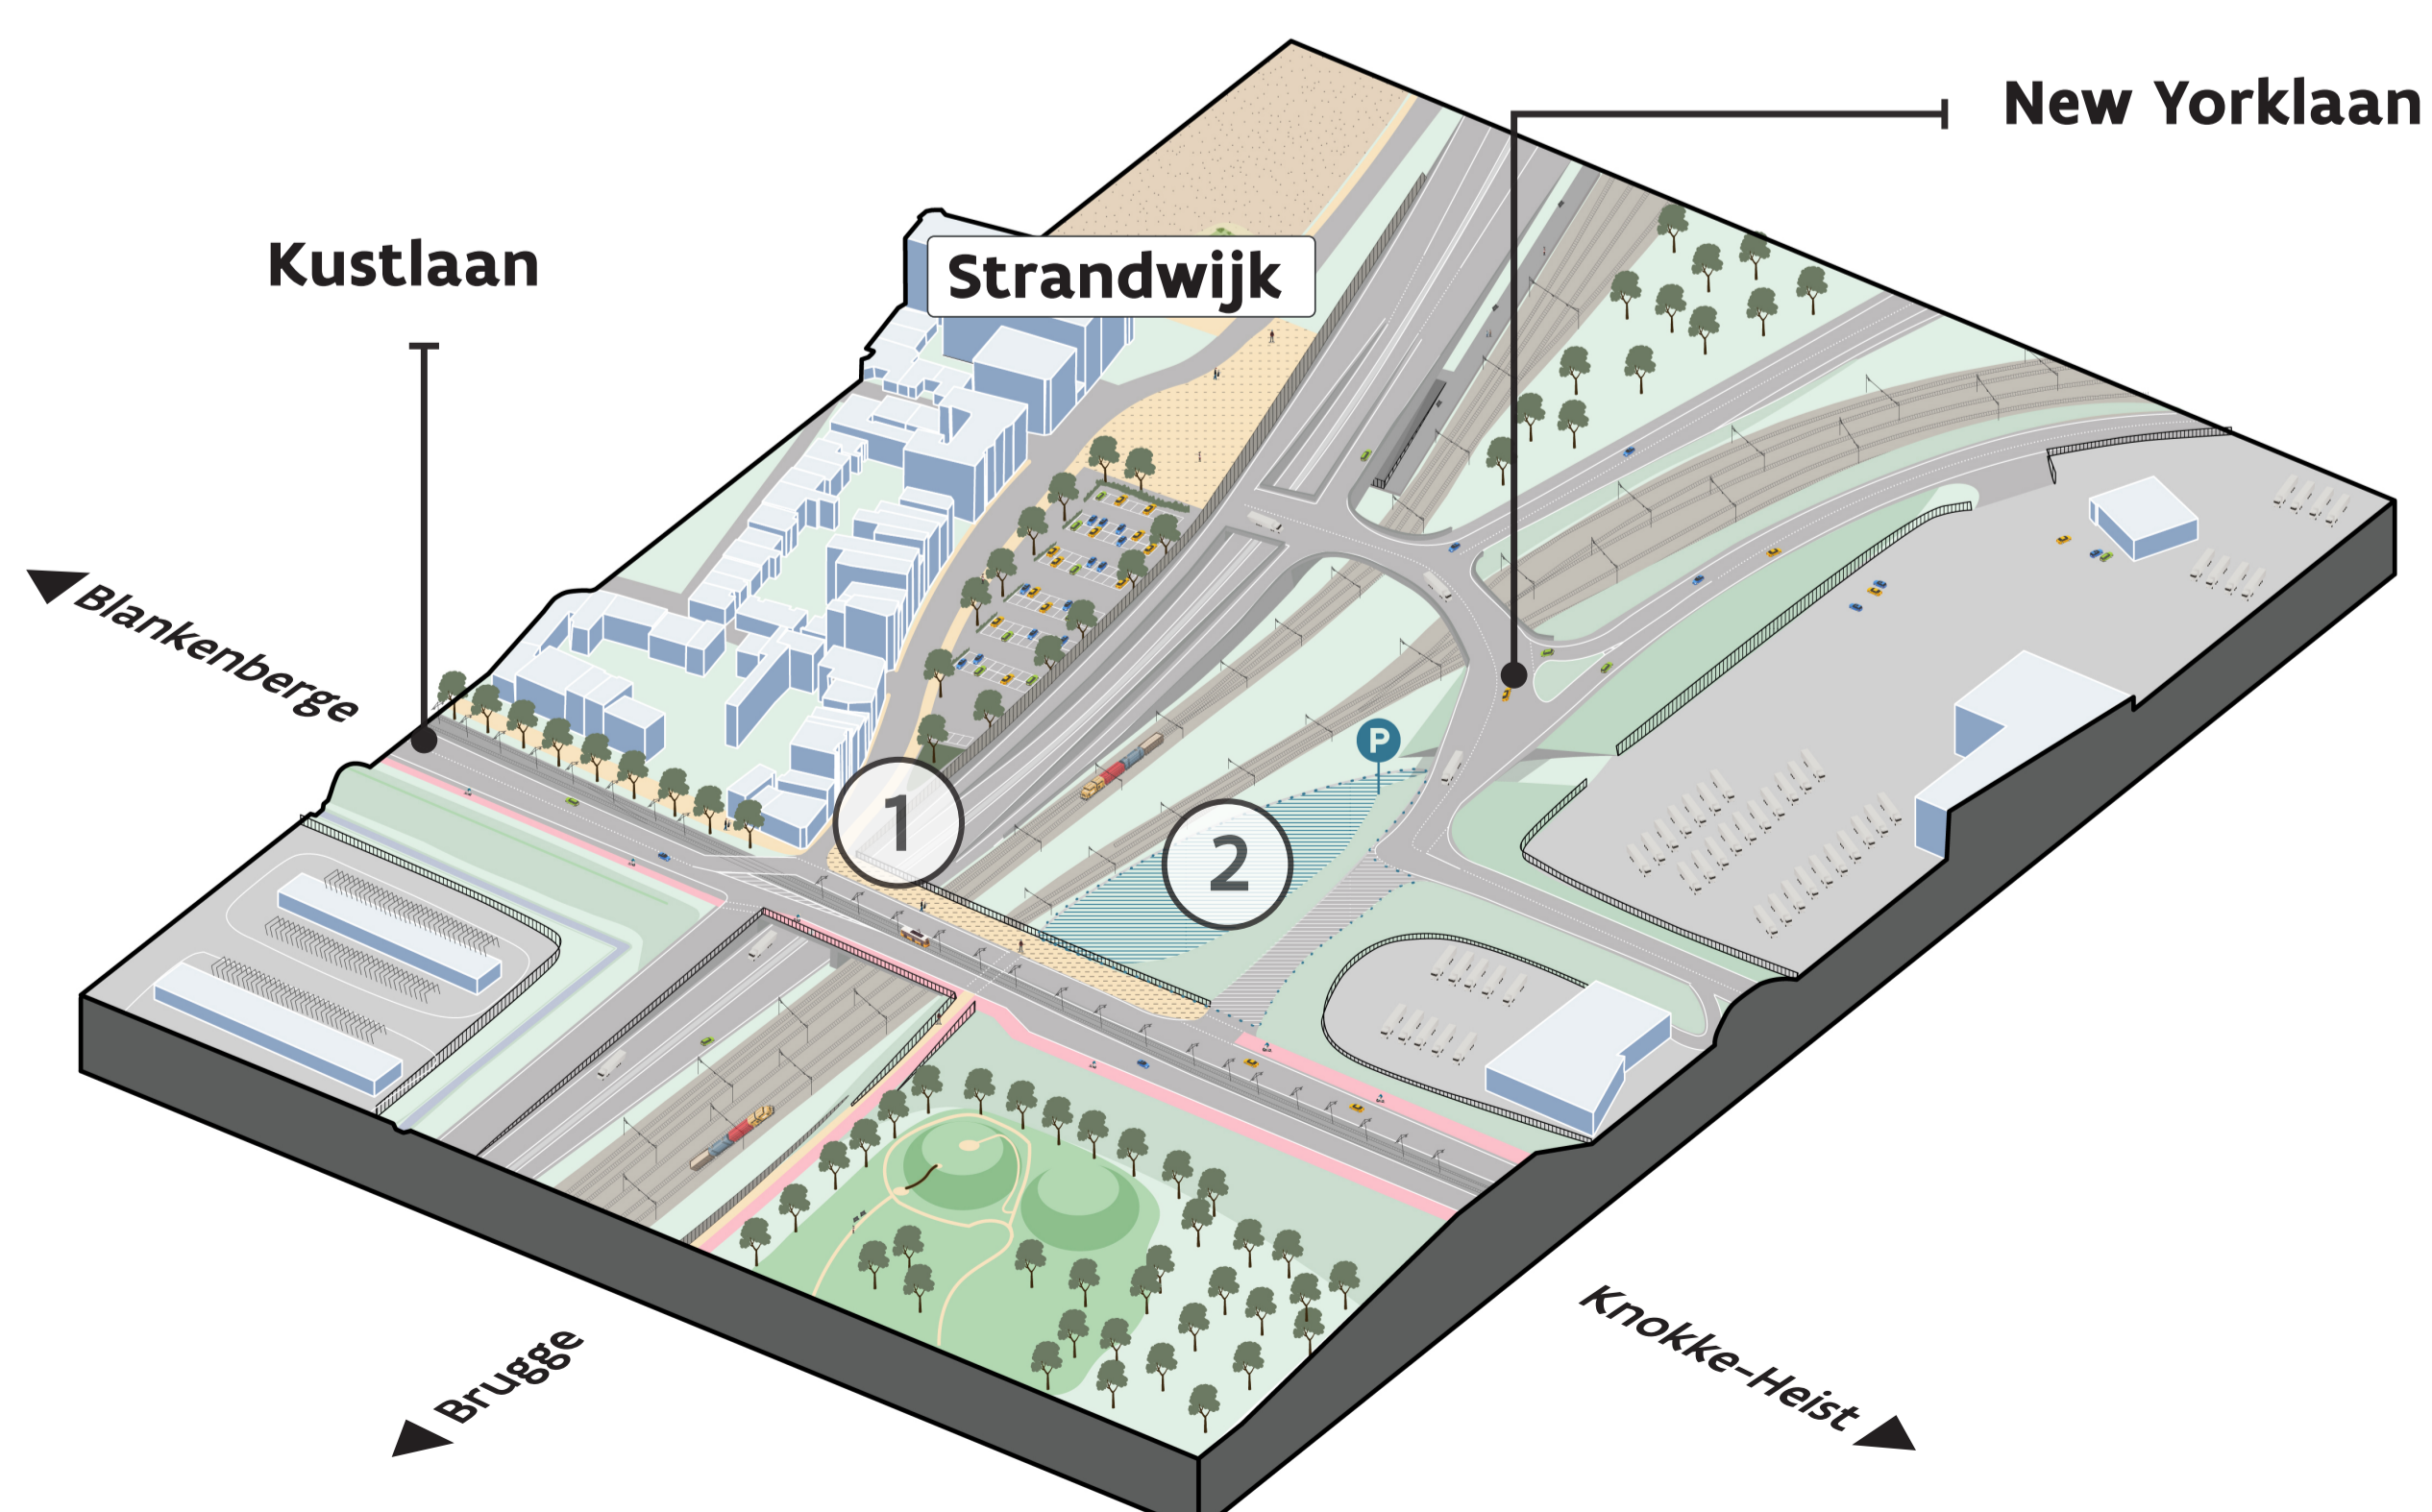 New Yorklaan
Kustlaan
Strandwijk
Blankenberge
P
1
2
Brugge
Knokke-Heist